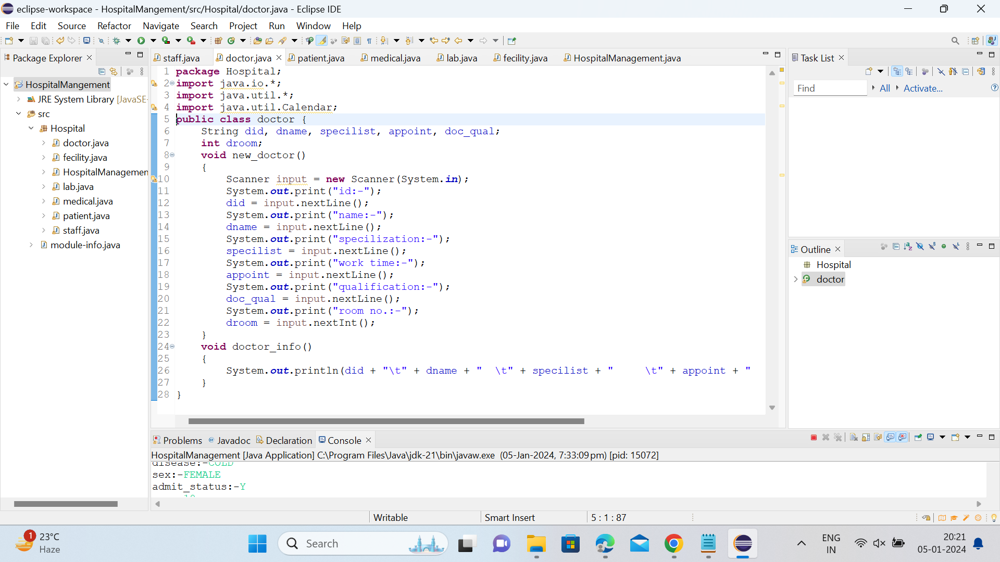 eclipse-workspace - HospitalMangement/src/Hospital/doctor.java - Eclipse IDE
File Edit Source Refactor Navigate Search Project Run Window Help
Package Explorer
HospitalMangement
JRE System Library [JavaSE-
src
Hospital
doctor.java
fecility.java
HospitalManagemen
lab.java
medical.java
patient.java
staff.java
module-info.java
staff.java doctor.java patient.java medical.java lab.java fecility.java HospitalManagement.java
1 package Hospital;
2 import java.io.*;
3 import java.util.*;
4 import java.util.Calendar;
5 public class doctor {
6 String did, dname, specilist, appoint, doc_qual;
7 int droom;
8 void new_doctor()
9 {
10 Scanner input = new Scanner(System.in);
11 System.out.print("id:-");
12 did = input.nextLine();
13 System.out.print("name:-");
14 dname = input.nextLine();
15 System.out.print("specilization:-");
16 specilist = input.nextLine();
17 System.out.print("work time:-");
18 appoint = input.nextLine();
19 System.out.print("qualification:-");
20 doc_qual = input.nextLine();
21 System.out.print("room no.:-");
22 droom = input.nextInt();
23 }
24 void doctor_info()
25 {
26 System.out.println(did + "\t" + dname + "  \t" + specilist + "     \t" + appoint + "
27 }
28 }
Task List
Find All Activate...
Outline
Hospital
doctor
Problems Javadoc Declaration Console
HospitalManagement [Java Application] C:\Program Files\Java\jdk-21\bin\javaw.exe (05-Jan-2024, 7:33:09 pm) [pid: 15072]
disease:-COLD
sex:-FEMALE
admit_status:-Y
Writable Smart Insert 5 : 1 : 87
1
23°C
Haze
Search
ENG
IN
20:21
05-01-2024